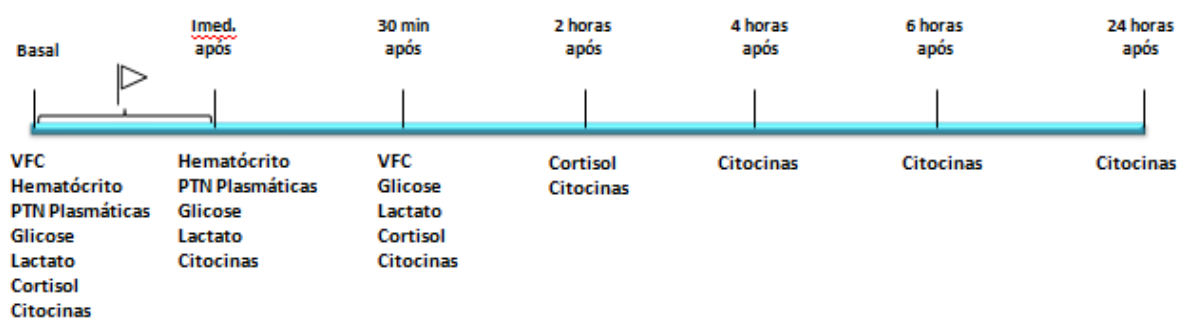 Basal
Imed.
após
30 min
após
2 horas
após
4 horas
após
6 horas
após
24 horas
após
VFC
Hematócrito
PTN Plasmáticas
Glicose
Lactato
Cortisol
Citocinas
Hematócrito
PTN Plasmáticas
Glicose
Lactato
Citocinas
VFC
Glicose
Lactato
Cortisol
Citocinas
Cortisol
Citocinas
Citocinas
Citocinas
Citocinas